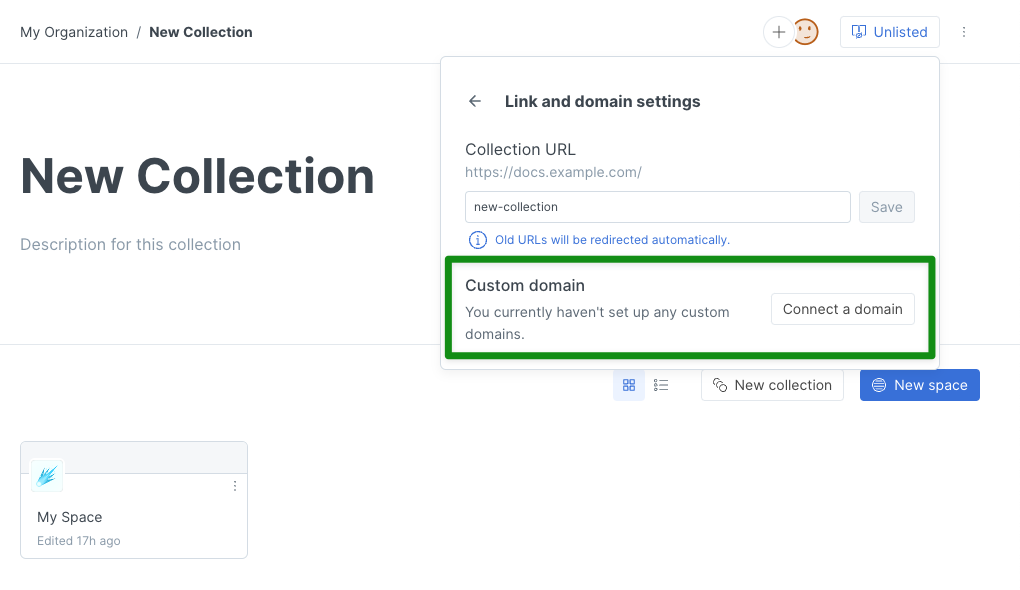 My Organization / New Collection
Unlisted
Link and domain settings
Collection URL
https://docs.example.com/
new-collection
Save
Old URLs will be redirected automatically.
Custom domain
You currently haven't set up any custom
domains.
Connect a domain
New Collection
Description for this collection
New collection
New space
My Space
Edited 17h ago